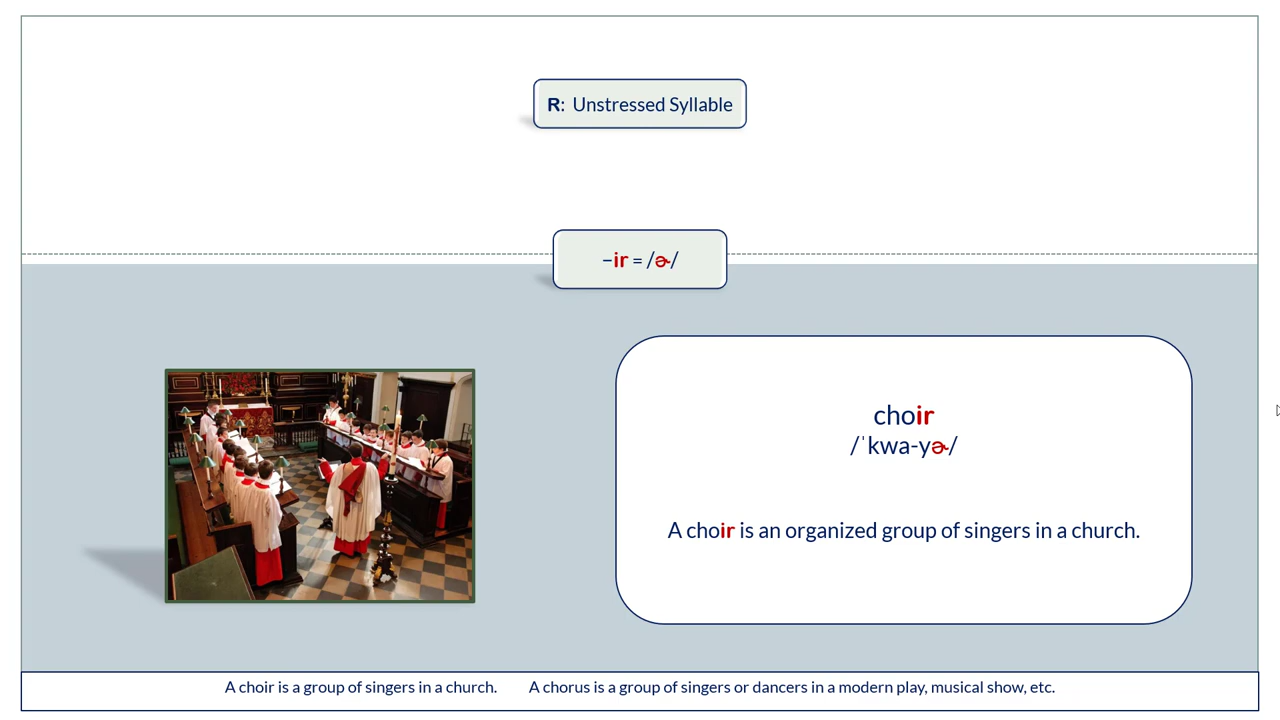 R: Unstressed Syllable
–ir = /ɚ/
choir
/ˈkwa-yɚ/
A choir is an organized group of singers in a church.
A choir is a group of singers in a church. A chorus is a group of singers or dancers in a modern play, musical show, etc.